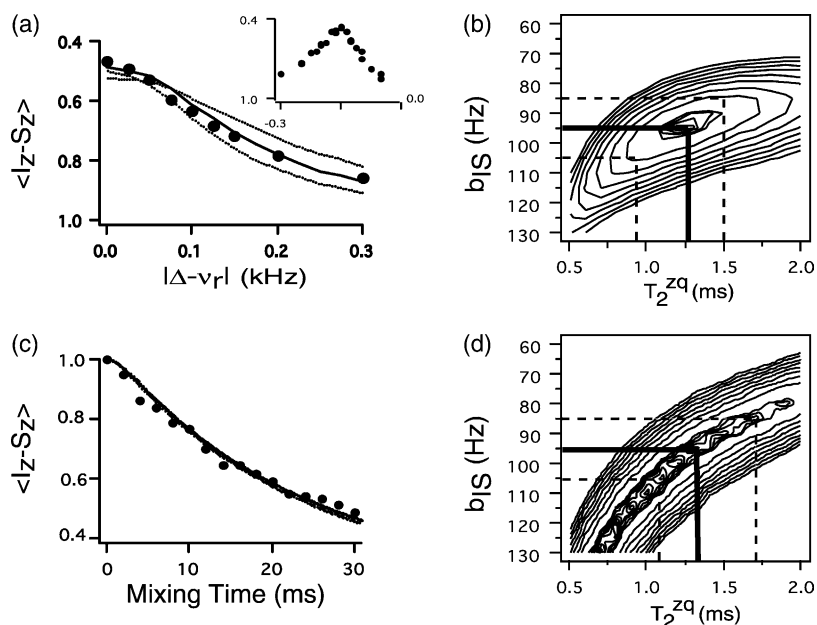 (a)
0.4
0.6
0.8
1.0
<Iz-Sz>
0.4
1.0
-0.3
0.0
0.0 0.1 0.2 0.3
|Δ-νr| (kHz)
(b)
60
70
80
90
100
110
120
130
bIS (Hz)
0.5 1.0 1.5 2.0
T2zq (ms)
(c)
1.0
0.8
0.6
0.4
<Iz-Sz>
0 10 20 30
Mixing Time (ms)
(d)
60
70
80
90
100
110
120
130
bIS (Hz)
0.5 1.0 1.5 2.0
T2zq (ms)